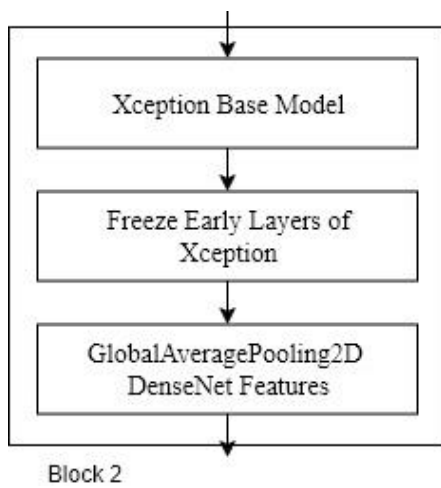 Xception Base Model
Freeze Early Layers of
Xception
GlobalAveragePooling2D
DenseNet Features
Block 2